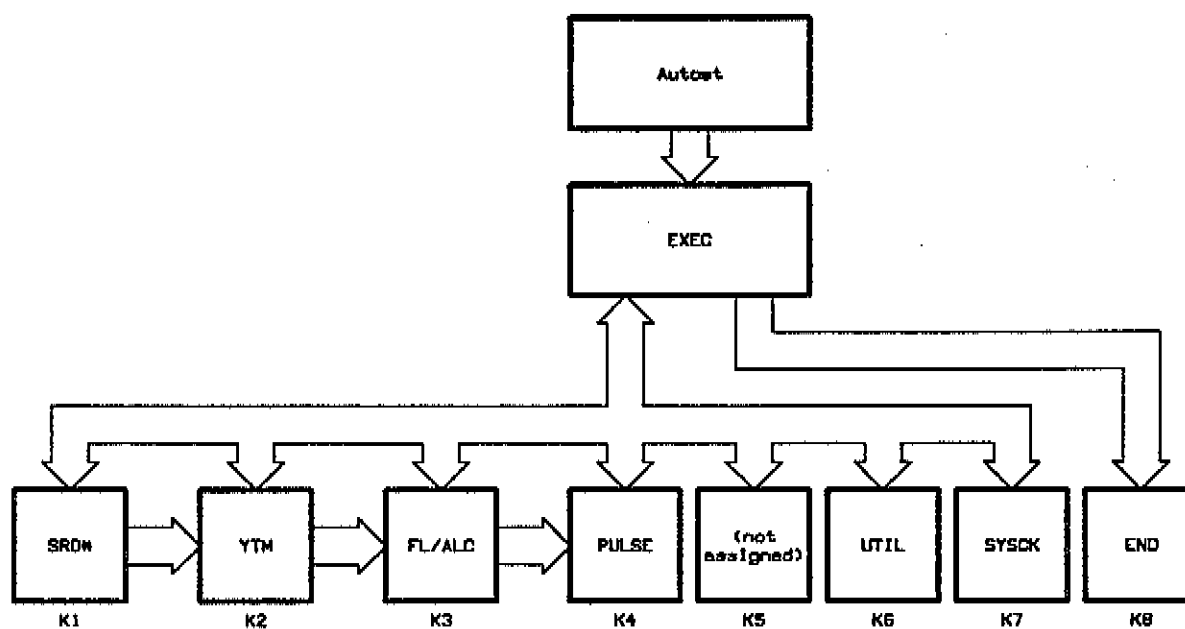 Autost
EXEC
SRDW
YTM
FL/ALC
PULSE
(not
assigned)
UTIL
SYSCK
END
K1
K2
K3
K4
K5
K6
K7
K8